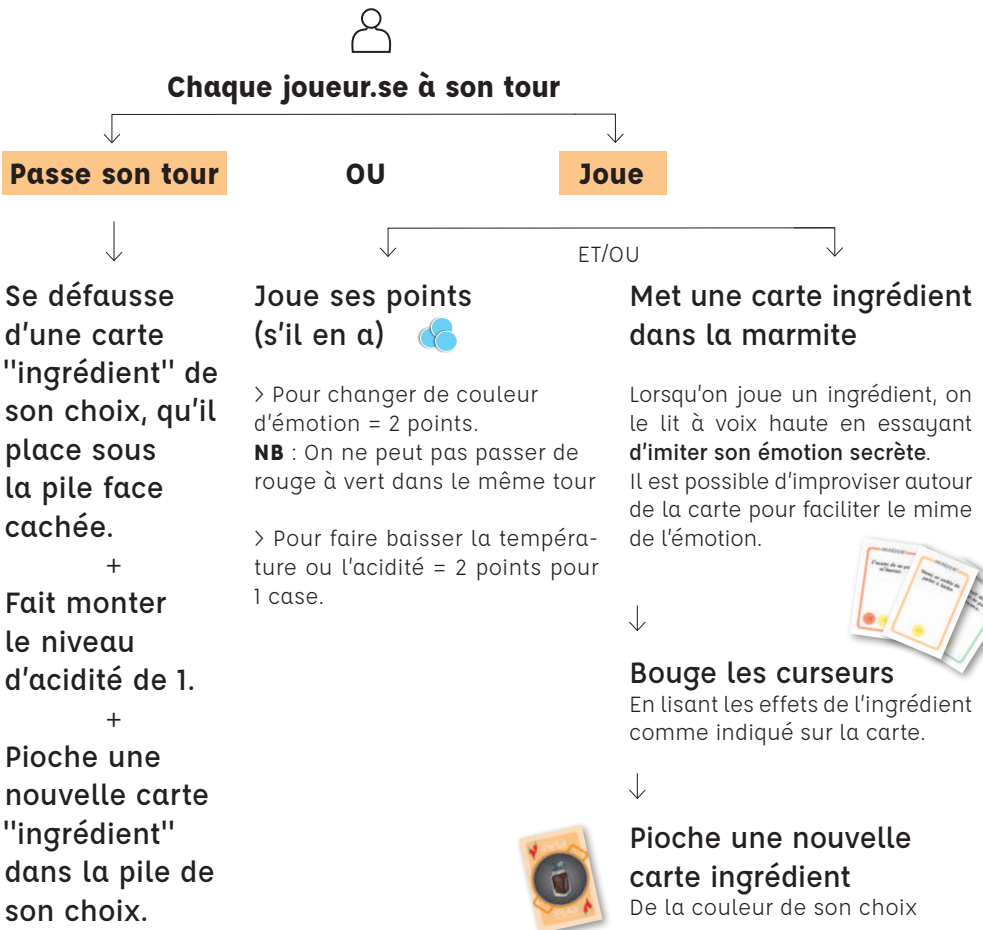 Chaque joueur.se à son tour
Passe son tour
OU
Joue
ET/OU
Se défausse
d'une carte
"ingrédient" de
son choix, qu'il
place sous
la pile face
cachée.
+
Fait monter
le niveau
d'acidité de 1.
+
Pioche une
nouvelle carte
"ingrédient"
dans la pile de
son choix.
Joue ses points
(s'il en a)
> Pour changer de couleur
d'émotion = 2 points.
NB : On ne peut pas passer de
rouge à vert dans le même tour
> Pour faire baisser la tempéra-
ture ou l'acidité = 2 points pour
1 case.
Met une carte ingrédient
dans la marmite
Lorsqu'on joue un ingrédient, on
le lit à voix haute en essayant
d'imiter son émotion secrète.
Il est possible d'improviser autour
de la carte pour faciliter le mime
de l'émotion.
Bouge les curseurs
En lisant les effets de l'ingrédient
comme indiqué sur la carte.
Pioche une nouvelle
carte ingrédient
De la couleur de son choix